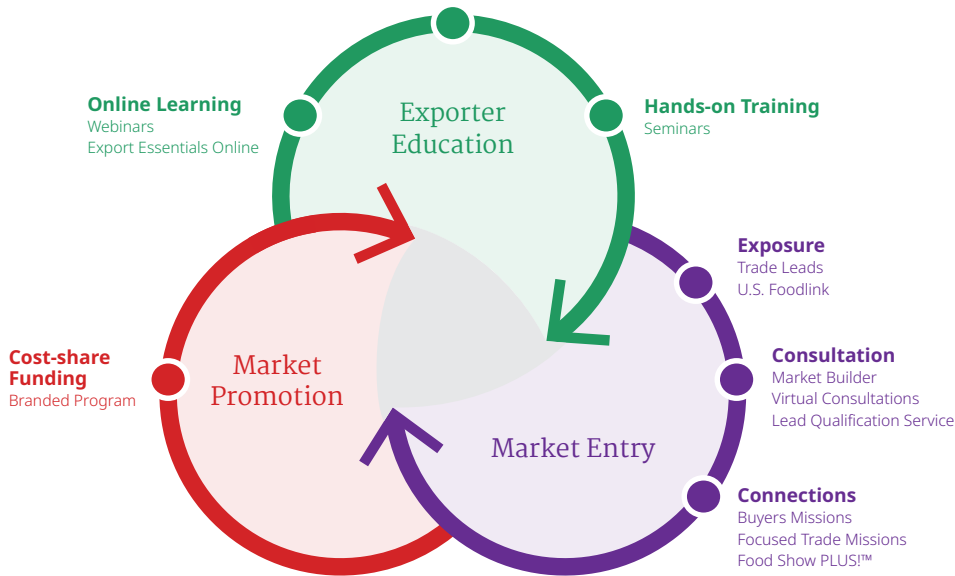 Online Learning
Webinars
Export Essentials Online
Exporter
Education
Hands-on Training
Seminars
Exposure
Trade Leads
U.S. Foodlink
Cost-share
Funding
Branded Program
Market
Promotion
Consultation
Market Builder
Virtual Consultations
Lead Qualification Service
Market Entry
Connections
Buyers Missions
Focused Trade Missions
Food Show PLUS!™